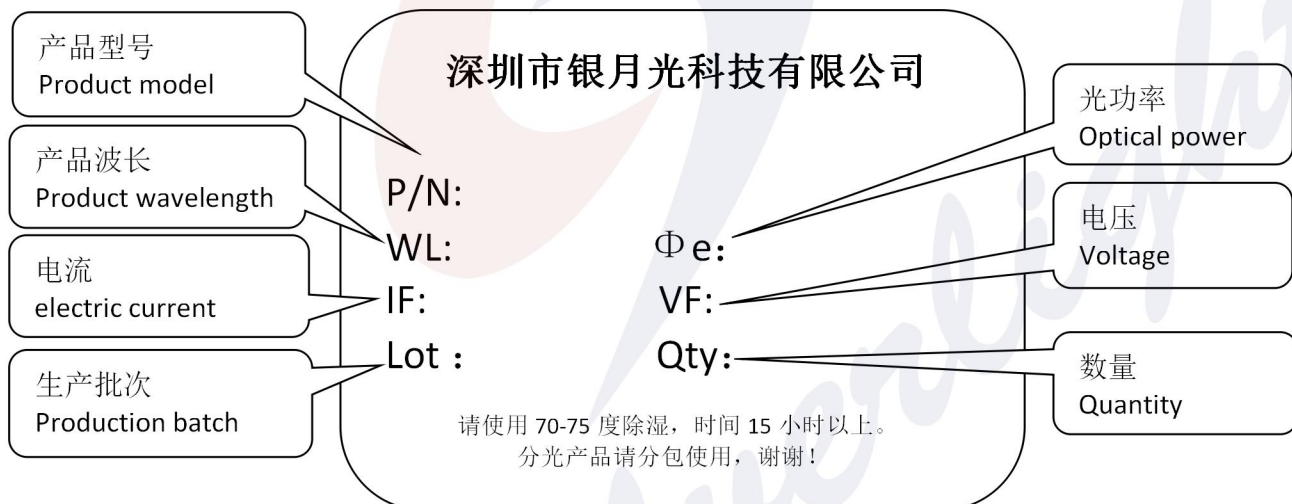 产品型号
Product model
产品波长
Product wavelength
电流
electric current
生产批次
Production batch
深圳市银月光科技有限公司
P/N:
WL: Φe:
IF: VF:
Lot : Qty:
请使用 70-75 度除湿，时间 15 小时以上。
分光产品请分包使用，谢谢！
光功率
Optical power
电压
Voltage
数量
Quantity